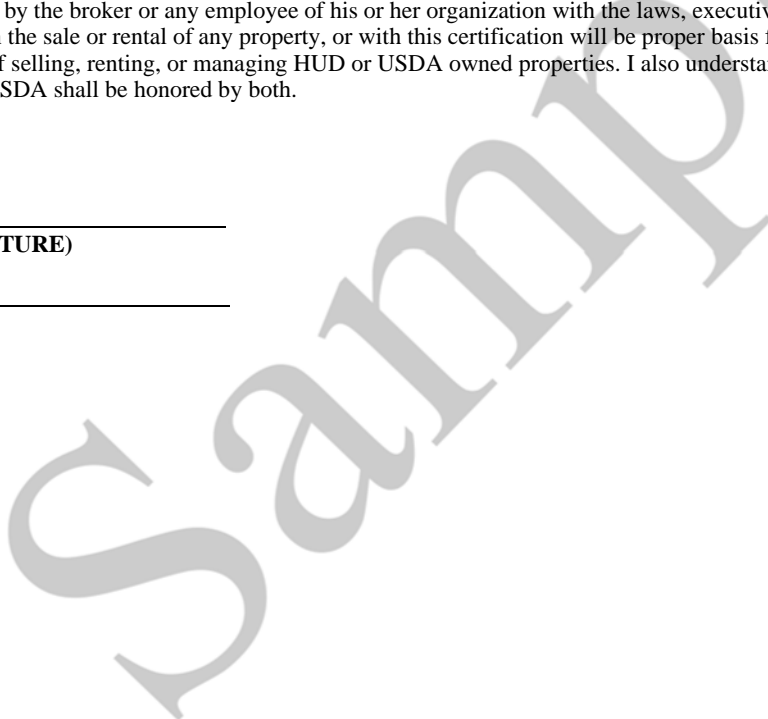 by the broker or any employee of his or her organization with the laws, executiv
the sale or rental of any property, or with this certification will be proper basis f
f selling, renting, or managing HUD or USDA owned properties. I also understa
SDA shall be honored by both.
TURE)
Samp